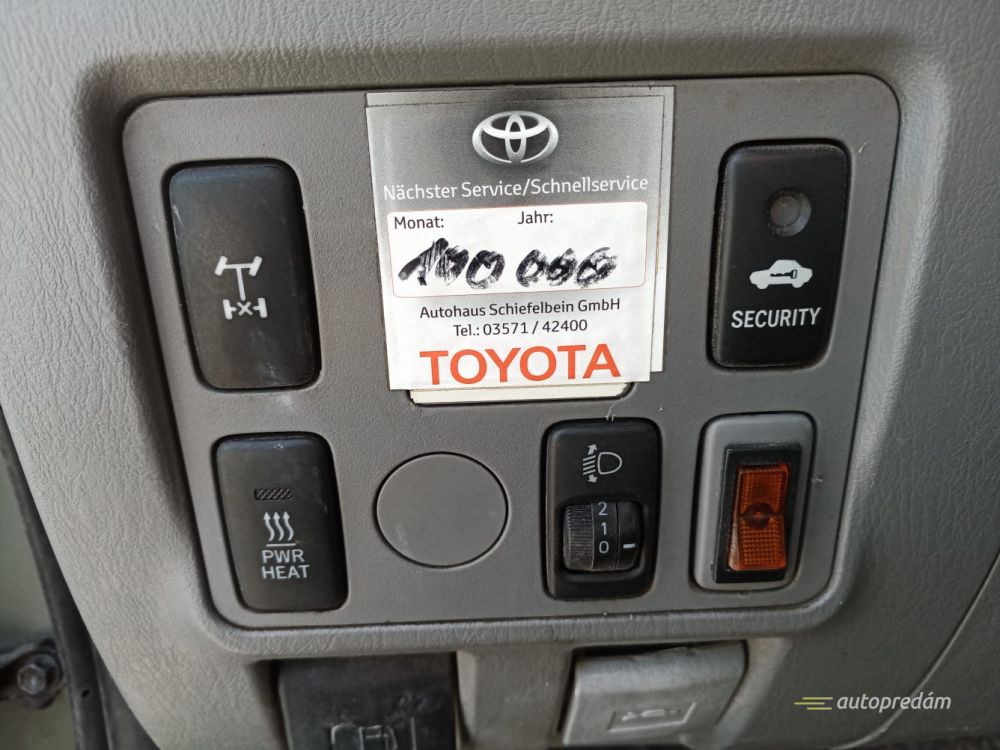 Nächster Service/Schnellservice
Monat: Jahr:
100 000
Autohaus Schiefelbein GmbH
Tel.: 03571 / 42400
TOYOTA
SECURITY
PWR
HEAT
2
1
0
autopredám